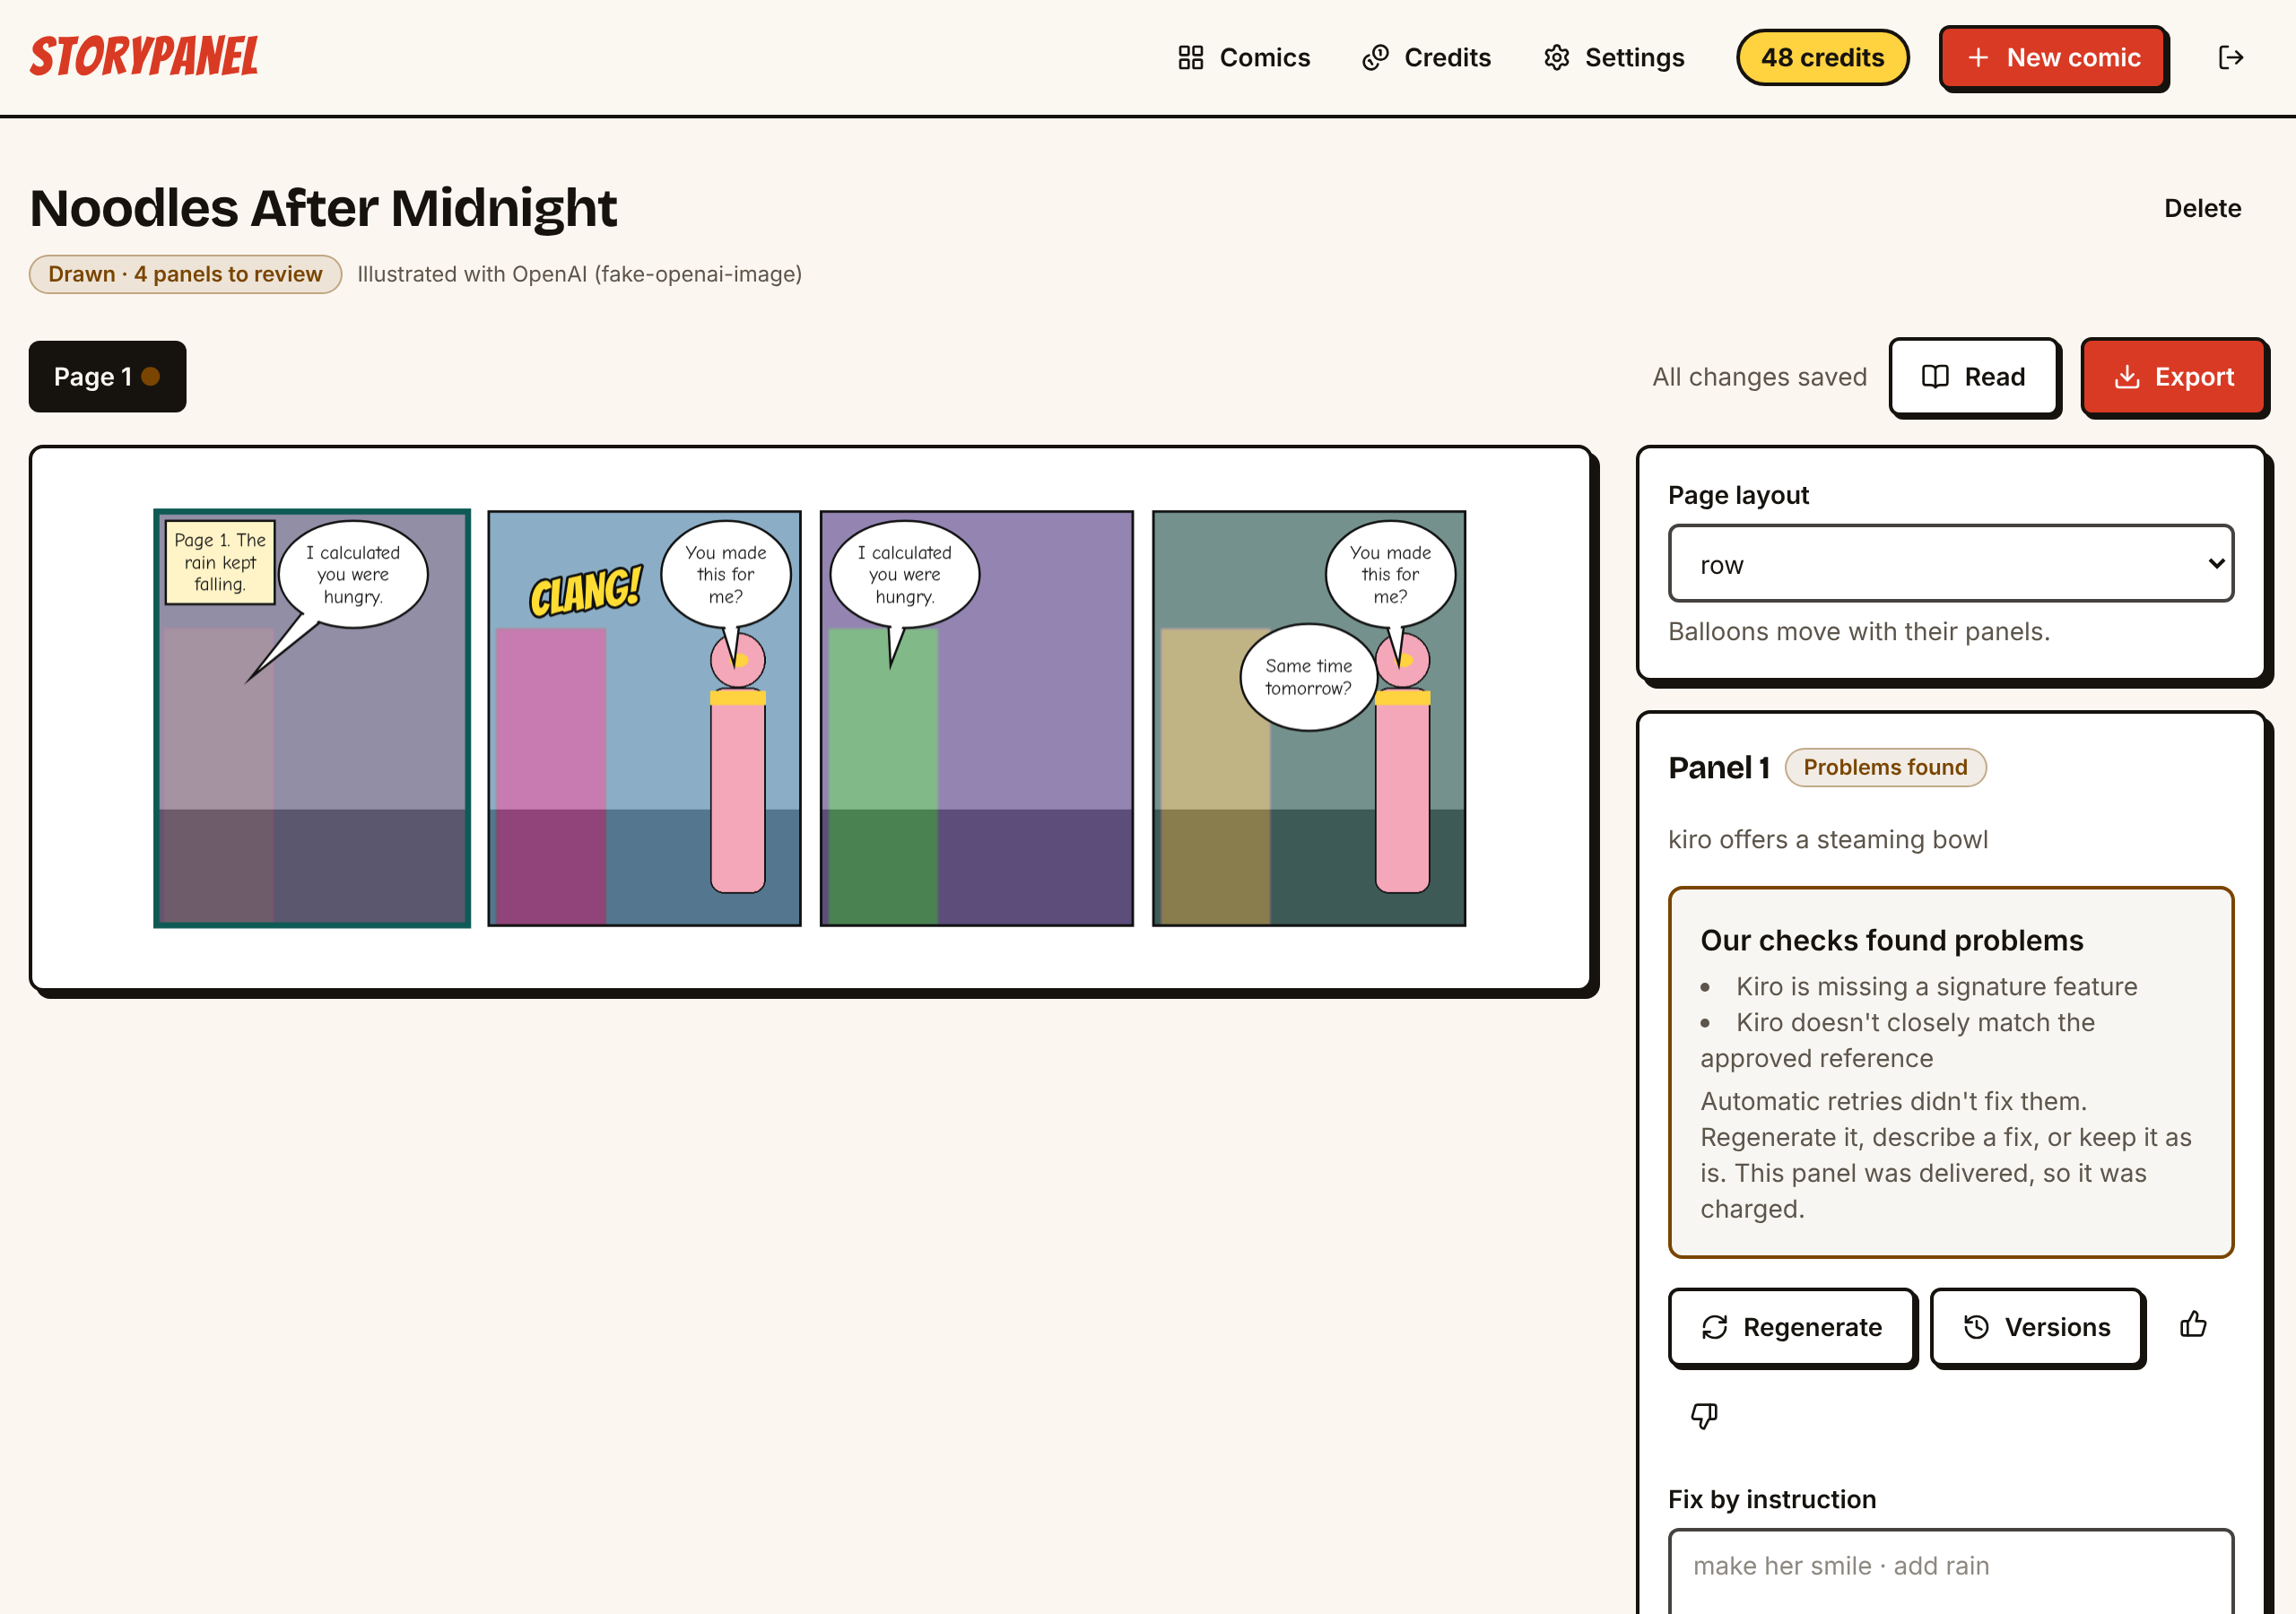 STORYPANEL
Comics
Credits
Settings
48 credits
New comic
Noodles After Midnight
Delete
Drawn · 4 panels to review
Illustrated with OpenAI (fake-openai-image)
Page 1
All changes saved
Read
Export
Page 1. The
rain kept
falling.
I calculated
you were
hungry.
CLANG!
You made
this for
me?
I calculated
you were
hungry.
You made
this for
me?
Same time
tomorrow?
Page layout
row
Balloons move with their panels.
Panel 1
Problems found
kiro offers a steaming bowl
Our checks found problems
• Kiro is missing a signature feature
• Kiro doesn't closely match the
approved reference
Automatic retries didn't fix them.
Regenerate it, describe a fix, or keep it as
is. This panel was delivered, so it was
charged.
Regenerate
Versions
Fix by instruction
make her smile · add rain